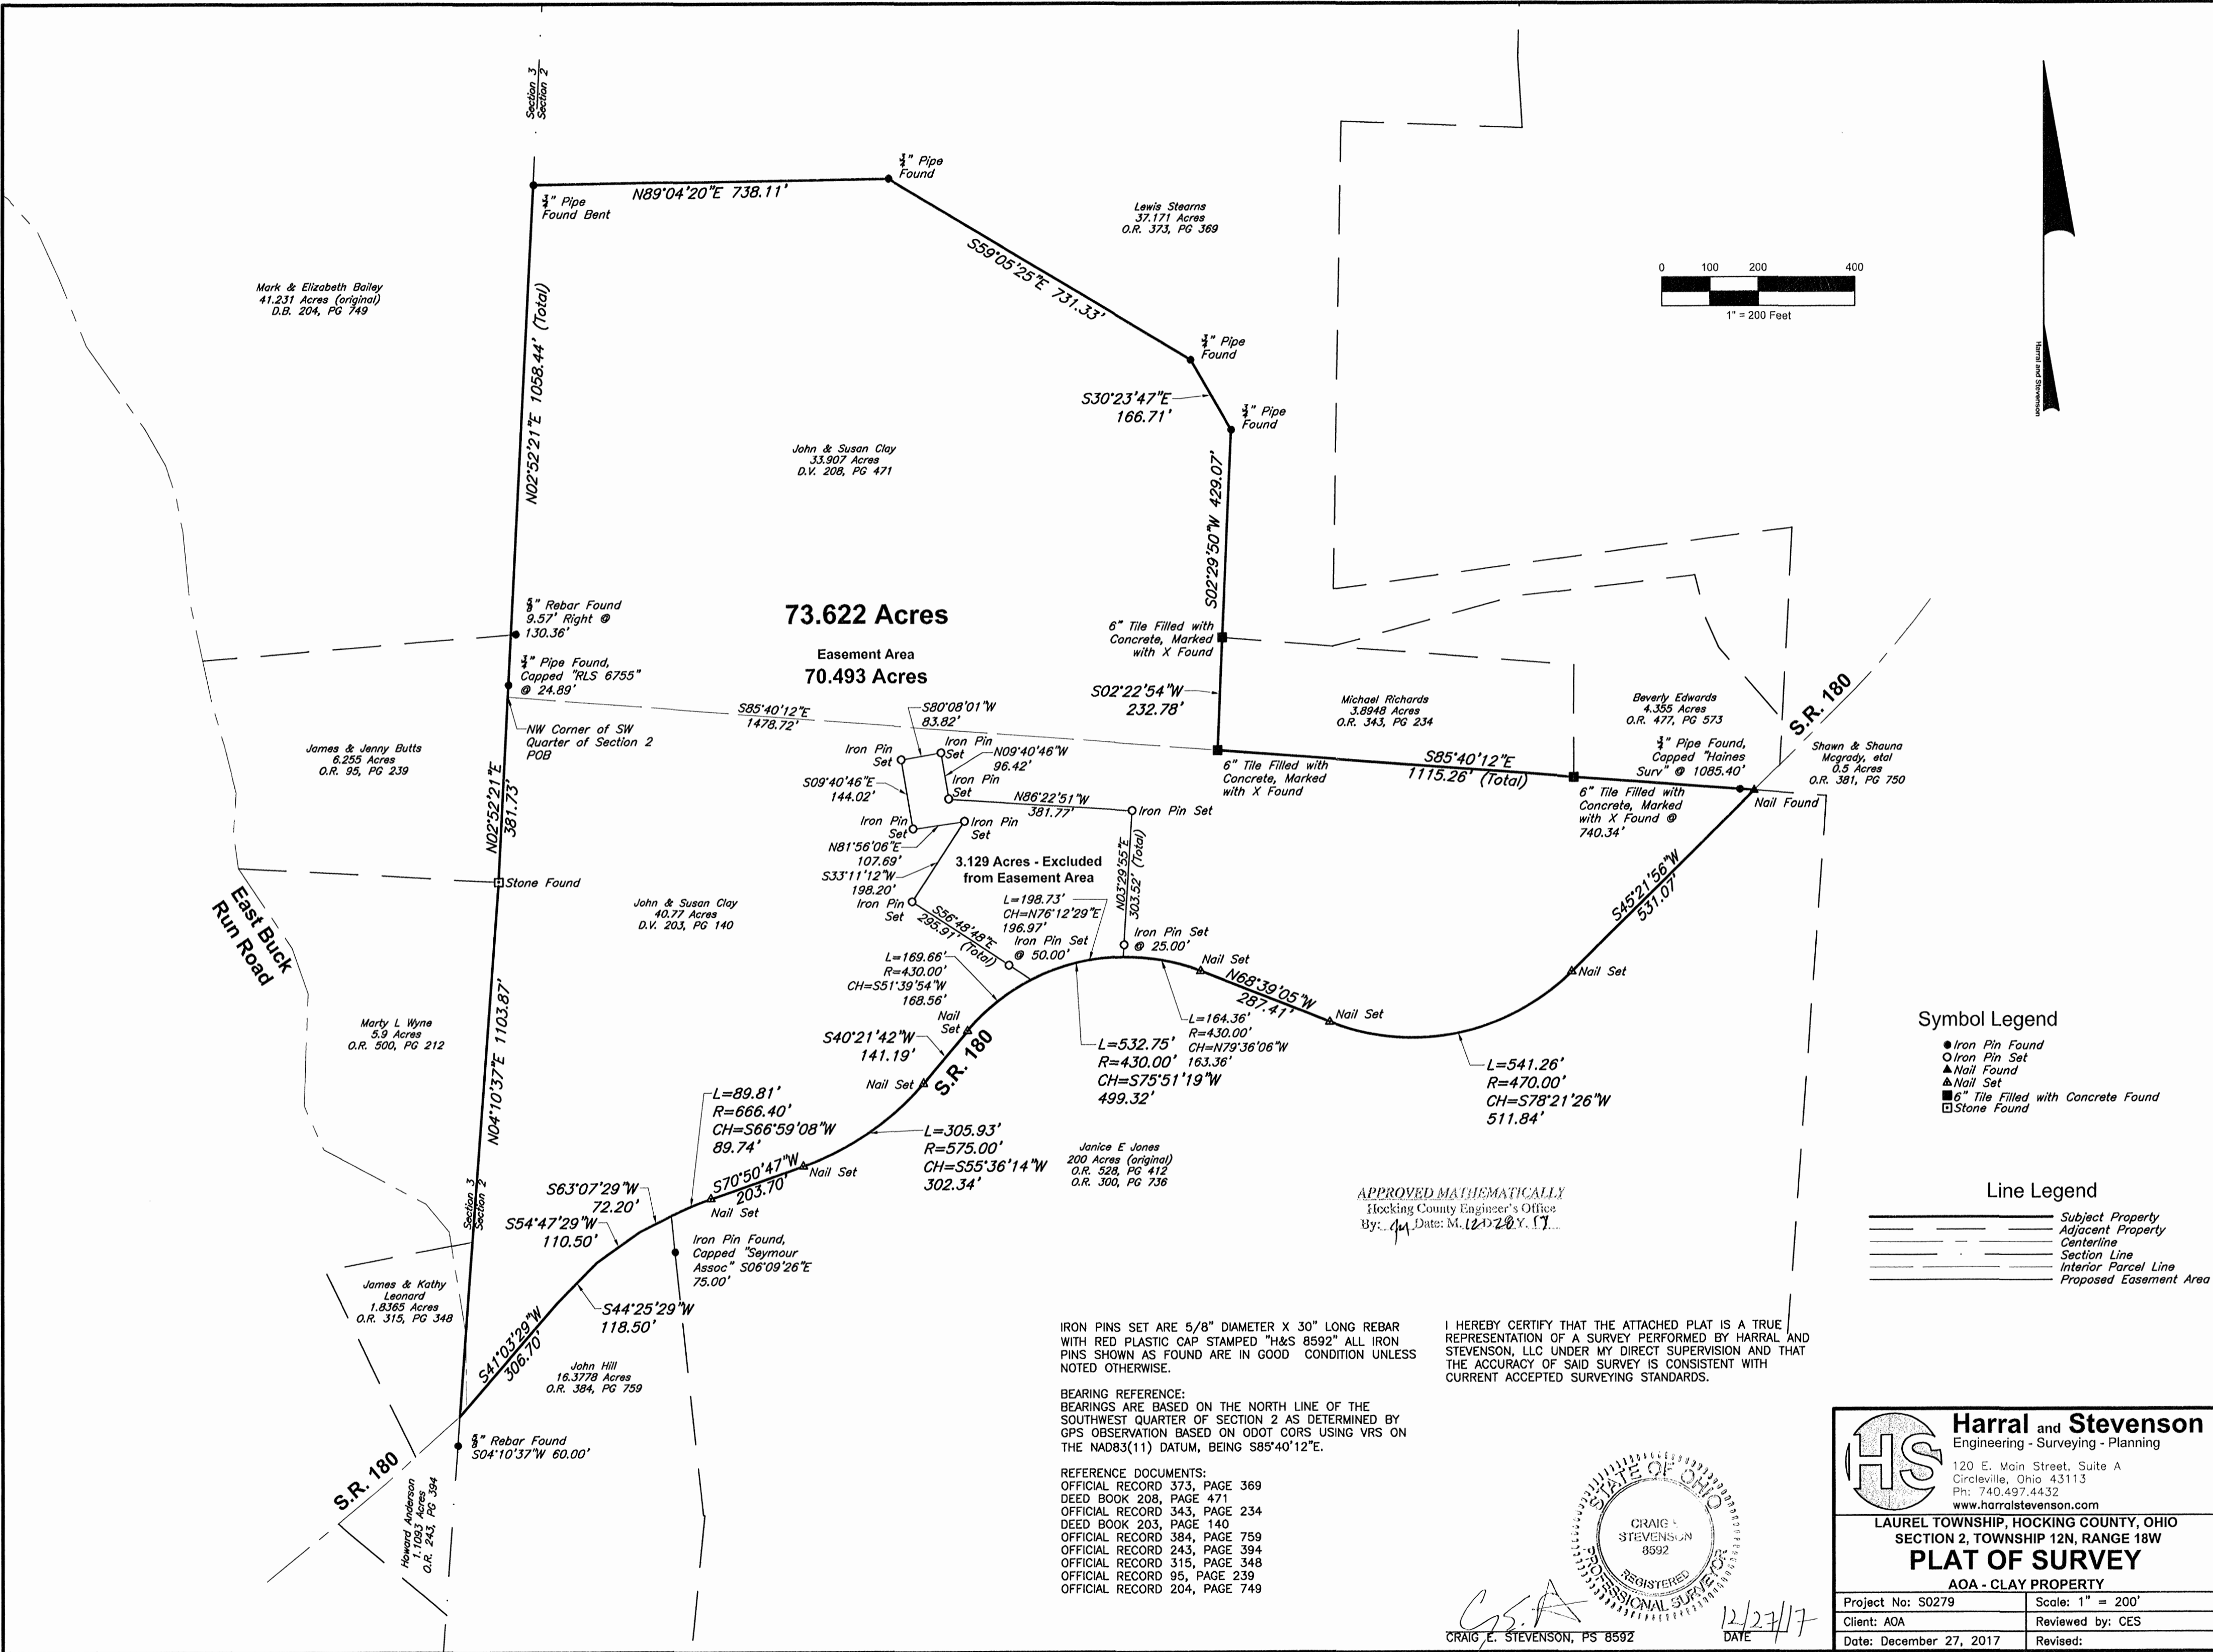 Section 3
Section 2
3/4" Pipe
Found
N89°04'20"E 738.11'
3/4" Pipe
Found Bent
Lewis Stearns
37.171 Acres
O.R. 373, PG 369
S59°05'25"E 731.33'
0 100 200 400
1" = 200 Feet
Harral and Stevenson
Mark & Elizabeth Bailey
41.231 Acres (original)
D.B. 204, PG 749
N02°52'21"E 1058.44' (Total)
3/4" Pipe
Found
S30°23'47"E
166.71'
3/4" Pipe
Found
John & Susan Clay
33.907 Acres
D.V. 208, PG 471
S02°29'50"W 429.07'
5/8" Rebar Found
9.57' Right @
130.36'
73.622 Acres
Easement Area
70.493 Acres
6" Tile Filled with
Concrete, Marked
with X Found
3/4" Pipe Found,
Capped "RLS 6755"
@ 24.89'
S02°22'54"W
232.78'
Michael Richards
3.8948 Acres
O.R. 343, PG 234
Beverly Edwards
4.355 Acres
O.R. 477, PG 573
S.R. 180
S85°40'12"E
1478.72'
S80°08'01"W
83.82'
NW Corner of SW
Quarter of Section 2
POB
James & Jenny Butts
6.255 Acres
O.R. 95, PG 239
Iron Pin
Set
Iron Pin
Set
N09°40'46"W
96.42'
Iron Pin
Set
S09°40'46"E
144.02'
6" Tile Filled with
Concrete, Marked
with X Found
S85°40'12"E
1115.26' (Total)
3/4" Pipe Found,
Capped "Haines
Surv" @ 1085.40'
Shawn & Shauna
Mcgrady, etal
0.5 Acres
O.R. 381, PG 750
6" Tile Filled with
Concrete, Marked
with X Found @
740.34'
Nail Found
N02°52'21"E
381.73'
N86°22'51"W
381.77'
Iron Pin Set
Iron Pin
Set
Iron Pin
Set
N81°56'06"E
107.69'
S33°11'12"W
198.20'
3.129 Acres - Excluded
from Easement Area
N03°29'55"E
303.52' (Total)
Stone Found
East Buck
Run Road
John & Susan Clay
40.77 Acres
D.V. 203, PG 140
Iron Pin
Set
S56°48'48"E
295.91' (Total)
L=198.73'
CH=N76°12'29"E
196.97'
Iron Pin Set
@ 50.00'
Iron Pin Set
@ 25.00'
S45°21'56"W
531.07'
L=169.66'
R=430.00'
CH=S51°39'54"W
168.56'
Nail Set
N68°39'05"W
287.41'
Nail Set
Nail Set
Nail
Set
Marty L Wyne
5.9 Acres
O.R. 500, PG 212
N04°10'37"E 1103.87'
S40°21'42"W
141.19'
S.R. 180
Nail Set
L=532.75'
R=430.00'
CH=S75°51'19"W
499.32'
L=164.36'
R=430.00'
CH=N79°36'06"W
163.36'
L=541.26'
R=470.00'
CH=S78°21'26"W
511.84'
Symbol Legend
Iron Pin Found
Iron Pin Set
Nail Found
Nail Set
6" Tile Filled with Concrete Found
Stone Found
L=89.81'
R=666.40'
CH=S66°59'08"W
89.74'
L=305.93'
R=575.00'
CH=S55°36'14"W
302.34'
Janice E Jones
200 Acres (original)
O.R. 528, PG 412
O.R. 300, PG 736
S70°50'47"W
203.70'
Nail Set
Nail Set
Section 3
Section 2
S63°07'29"W
72.20'
S54°47'29"W
110.50'
Iron Pin Found,
Capped "Seymour
Assoc" S06°09'26"E
75.00'
APPROVED MATHEMATICALLY
Hocking County Engineer's Office
By: Date: M. 12 D. 28 Y. 17
Line Legend
Subject Property
Adjacent Property
Centerline
Section Line
Interior Parcel Line
Proposed Easement Area
James & Kathy
Leonard
1.8365 Acres
O.R. 315, PG 348
S44°25'29"W
118.50'
S41°03'29"W
306.70'
John Hill
16.3778 Acres
O.R. 384, PG 759
5/8" Rebar Found
S04°10'37"W 60.00'
S.R. 180
Howard Anderson
1.1093 Acres
O.R. 243, PG 394
IRON PINS SET ARE 5/8" DIAMETER X 30" LONG REBAR
WITH RED PLASTIC CAP STAMPED "H&S 8592" ALL IRON
PINS SHOWN AS FOUND ARE IN GOOD CONDITION UNLESS
NOTED OTHERWISE.
BEARING REFERENCE:
BEARINGS ARE BASED ON THE NORTH LINE OF THE
SOUTHWEST QUARTER OF SECTION 2 AS DETERMINED BY
GPS OBSERVATION BASED ON ODOT CORS USING VRS ON
THE NAD83(11) DATUM, BEING S85°40'12"E.
REFERENCE DOCUMENTS:
OFFICIAL RECORD 373, PAGE 369
DEED BOOK 208, PAGE 471
OFFICIAL RECORD 343, PAGE 234
DEED BOOK 203, PAGE 140
OFFICIAL RECORD 384, PAGE 759
OFFICIAL RECORD 243, PAGE 394
OFFICIAL RECORD 315, PAGE 348
OFFICIAL RECORD 95, PAGE 239
OFFICIAL RECORD 204, PAGE 749
I HEREBY CERTIFY THAT THE ATTACHED PLAT IS A TRUE
REPRESENTATION OF A SURVEY PERFORMED BY HARRAL AND
STEVENSON, LLC UNDER MY DIRECT SUPERVISION AND THAT
THE ACCURACY OF SAID SURVEY IS CONSISTENT WITH
CURRENT ACCEPTED SURVEYING STANDARDS.
STATE OF OHIO
CRAIG
STEVENSON
8592
REGISTERED
PROFESSIONAL SURVEYOR
12/27/17
CRAIG E. STEVENSON, PS 8592 DATE
HS
Harral and Stevenson
Engineering - Surveying - Planning
120 E. Main Street, Suite A
Circleville, Ohio 43113
Ph: 740.497.4432
www.harralstevenson.com
LAUREL TOWNSHIP, HOCKING COUNTY, OHIO
SECTION 2, TOWNSHIP 12N, RANGE 18W
PLAT OF SURVEY
AOA - CLAY PROPERTY
Project No: S0279 Scale: 1" = 200'
Client: AOA Reviewed by: CES
Date: December 27, 2017 Revised: